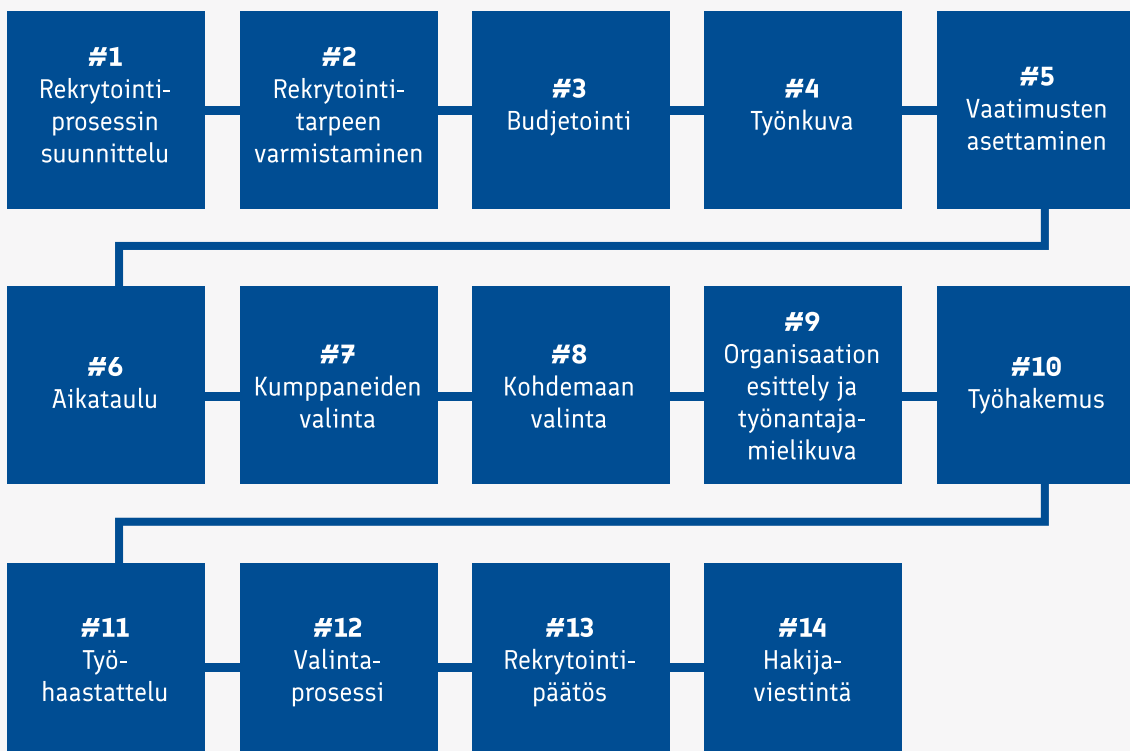 #1
Rekrytointi-
prosessin
suunnittelu
#2
Rekrytointi-
tarpeen
varmistaminen
#3
Budjetointi
#4
Työnkuva
#5
Vaatimusten
asettaminen
#6
Aikataulu
#7
Kumppaneiden
valinta
#8
Kohdemaan
valinta
#9
Organisaation
esittely ja
työnantaja-
mielikuva
#10
Työhakemus
#11
Työ-
haastattelu
#12
Valinta-
prosessi
#13
Rekrytointi-
päätös
#14
Hakija-
viestintä